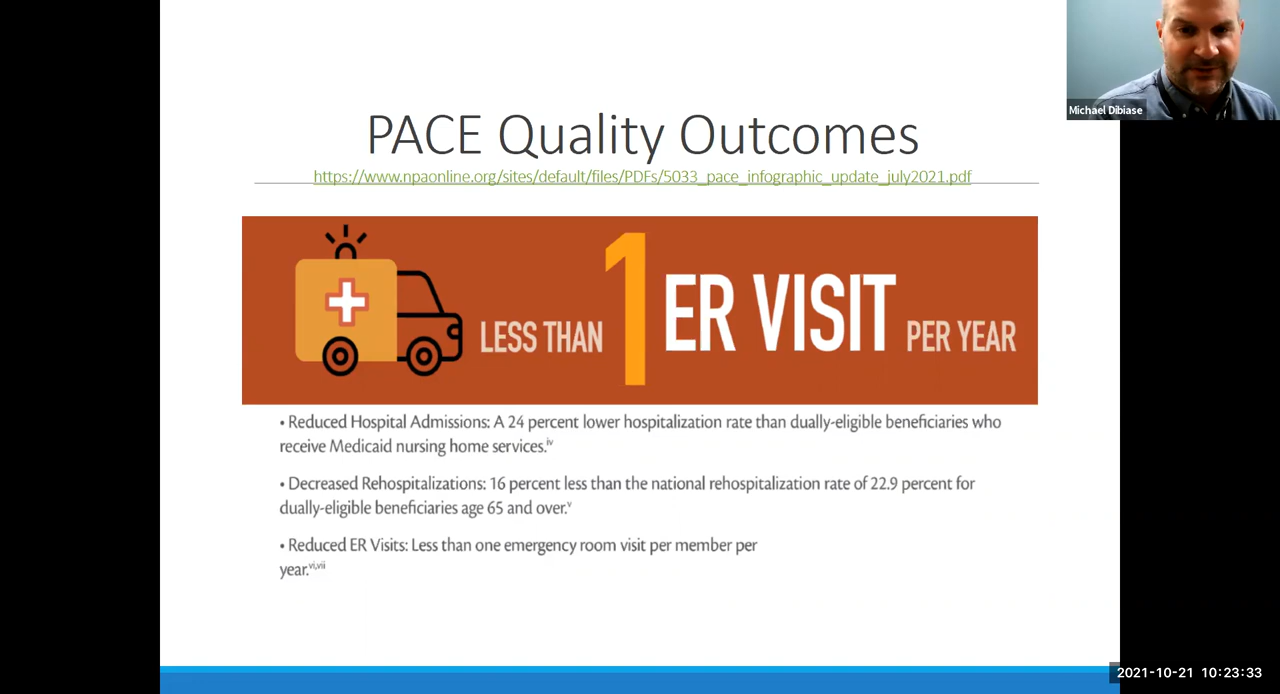 Michael Dibiase
PACE Quality Outcomes
https://www.npaonline.org/sites/default/files/PDFs/5033_pace_infographic_update_july2021.pdf
LESS THAN 1 ER VISIT PER YEAR
• Reduced Hospital Admissions: A 24 percent lower hospitalization rate than dually-eligible beneficiaries who
receive Medicaid nursing home services.iv
• Decreased Rehospitalizations: 16 percent less than the national rehospitalization rate of 22.9 percent for
dually-eligible beneficiaries age 65 and over.v
• Reduced ER Visits: Less than one emergency room visit per member per
year.vi,vii
2021-10-21 10:23:33